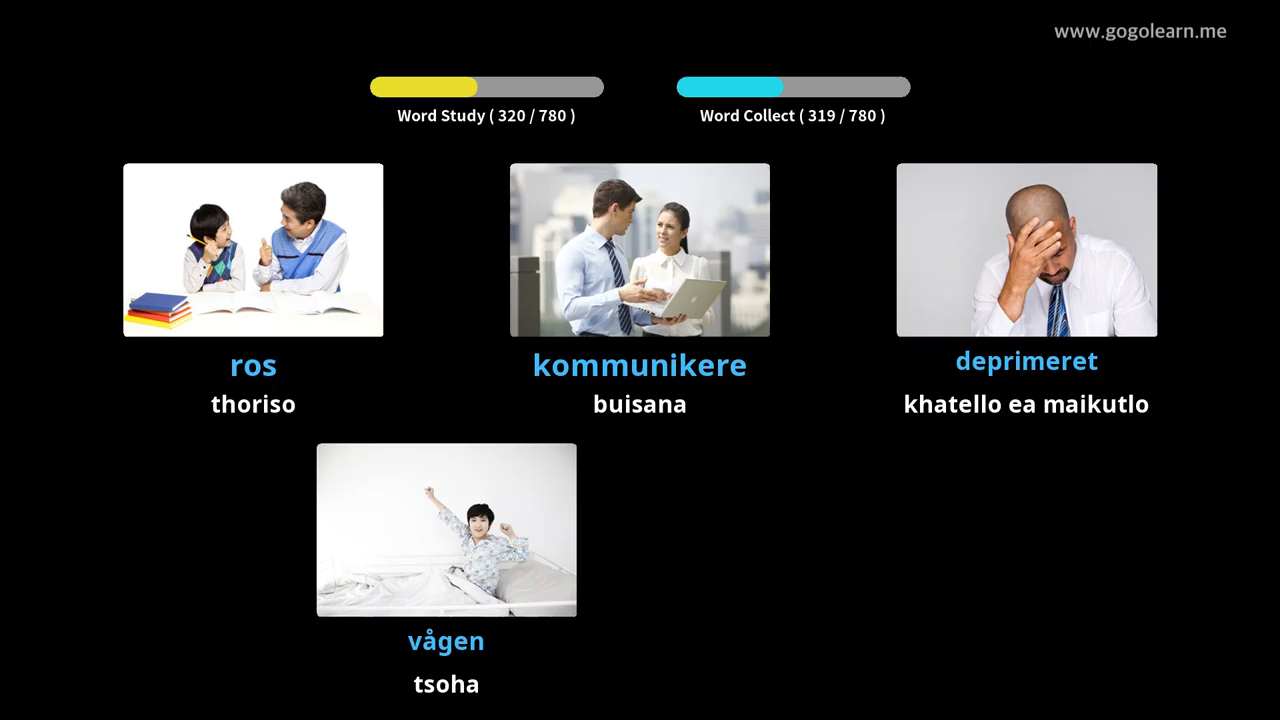 www.gogolearn.me
Word Study ( 320 / 780 )
Word Collect ( 319 / 780 )
ros
thoriso
kommunikere
buisana
deprimeret
khatello ea maikutlo
vågen
tsoha